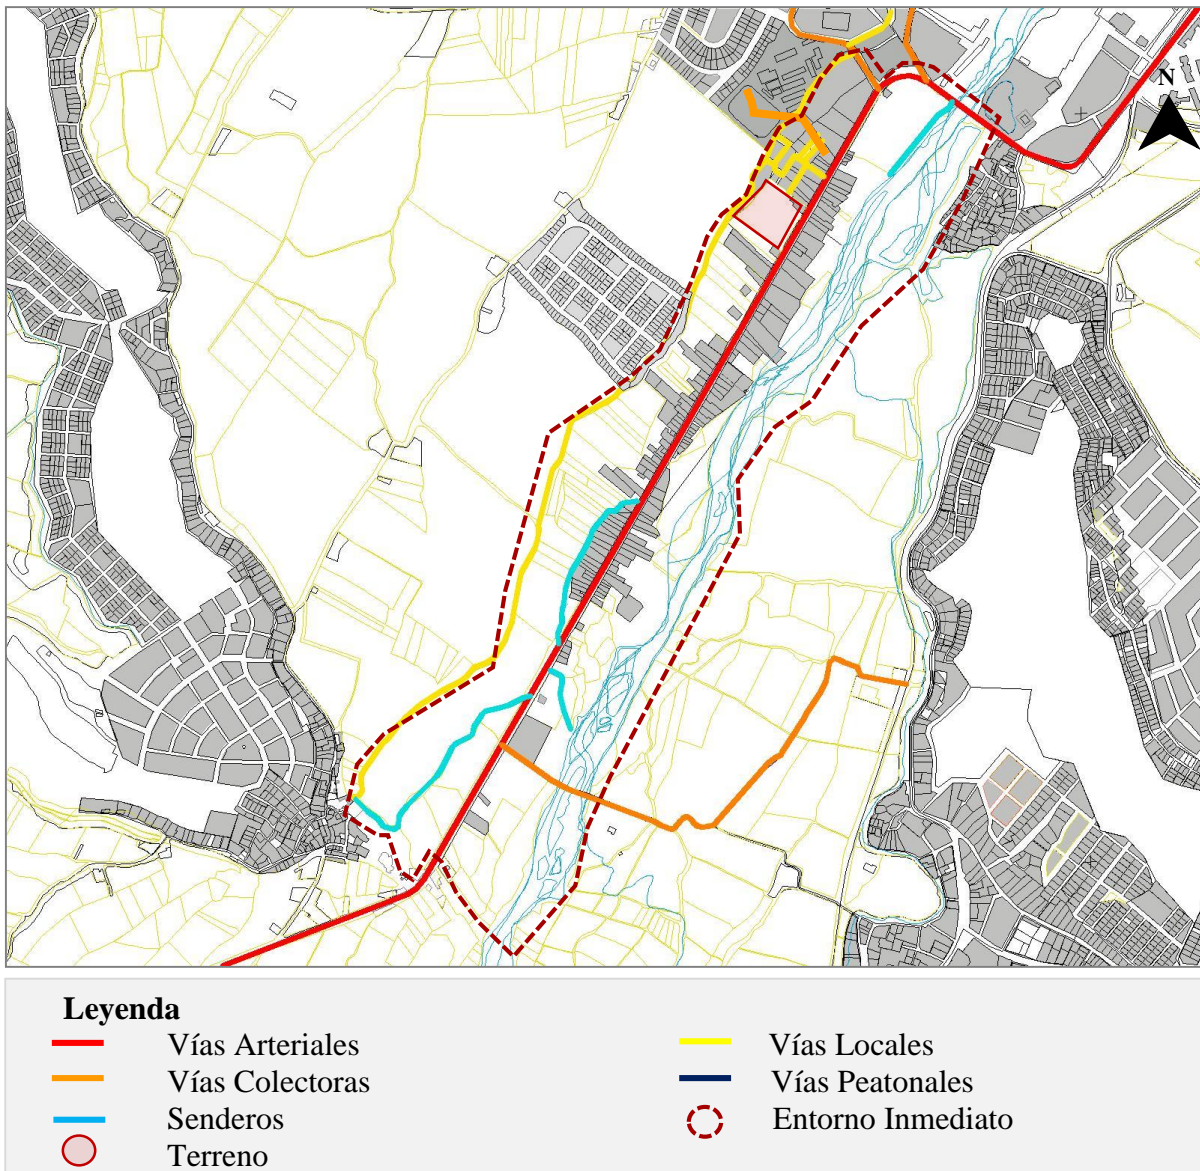 N
Leyenda
Vías Arteriales
Vías Colectoras
Senderos
Terreno
Vías Locales
Vías Peatonales
Entorno Inmediato